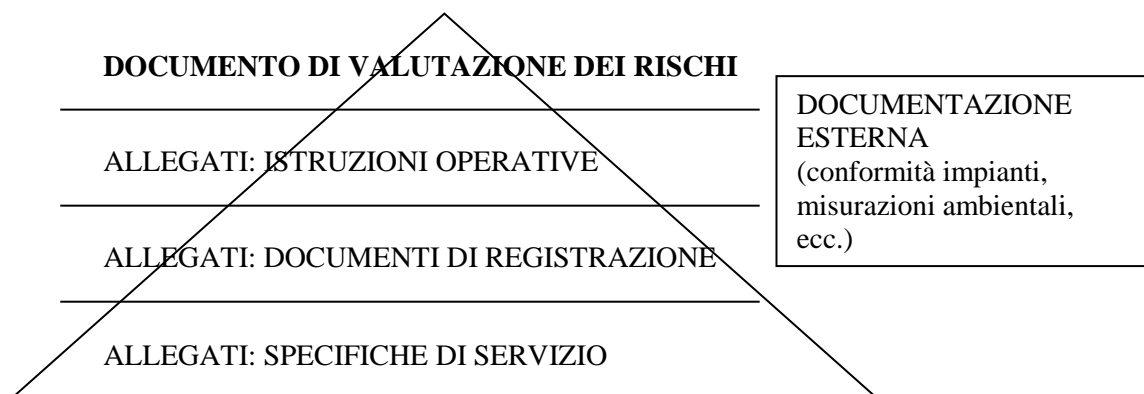 DOCUMENTO DI VALUTAZIONE DEI RISCHI
ALLEGATI: ISTRUZIONI OPERATIVE
ALLEGATI: DOCUMENTI DI REGISTRAZIONE
ALLEGATI: SPECIFICHE DI SERVIZIO
DOCUMENTAZIONE
ESTERNA
(conformità impianti,
misurazioni ambientali,
ecc.)